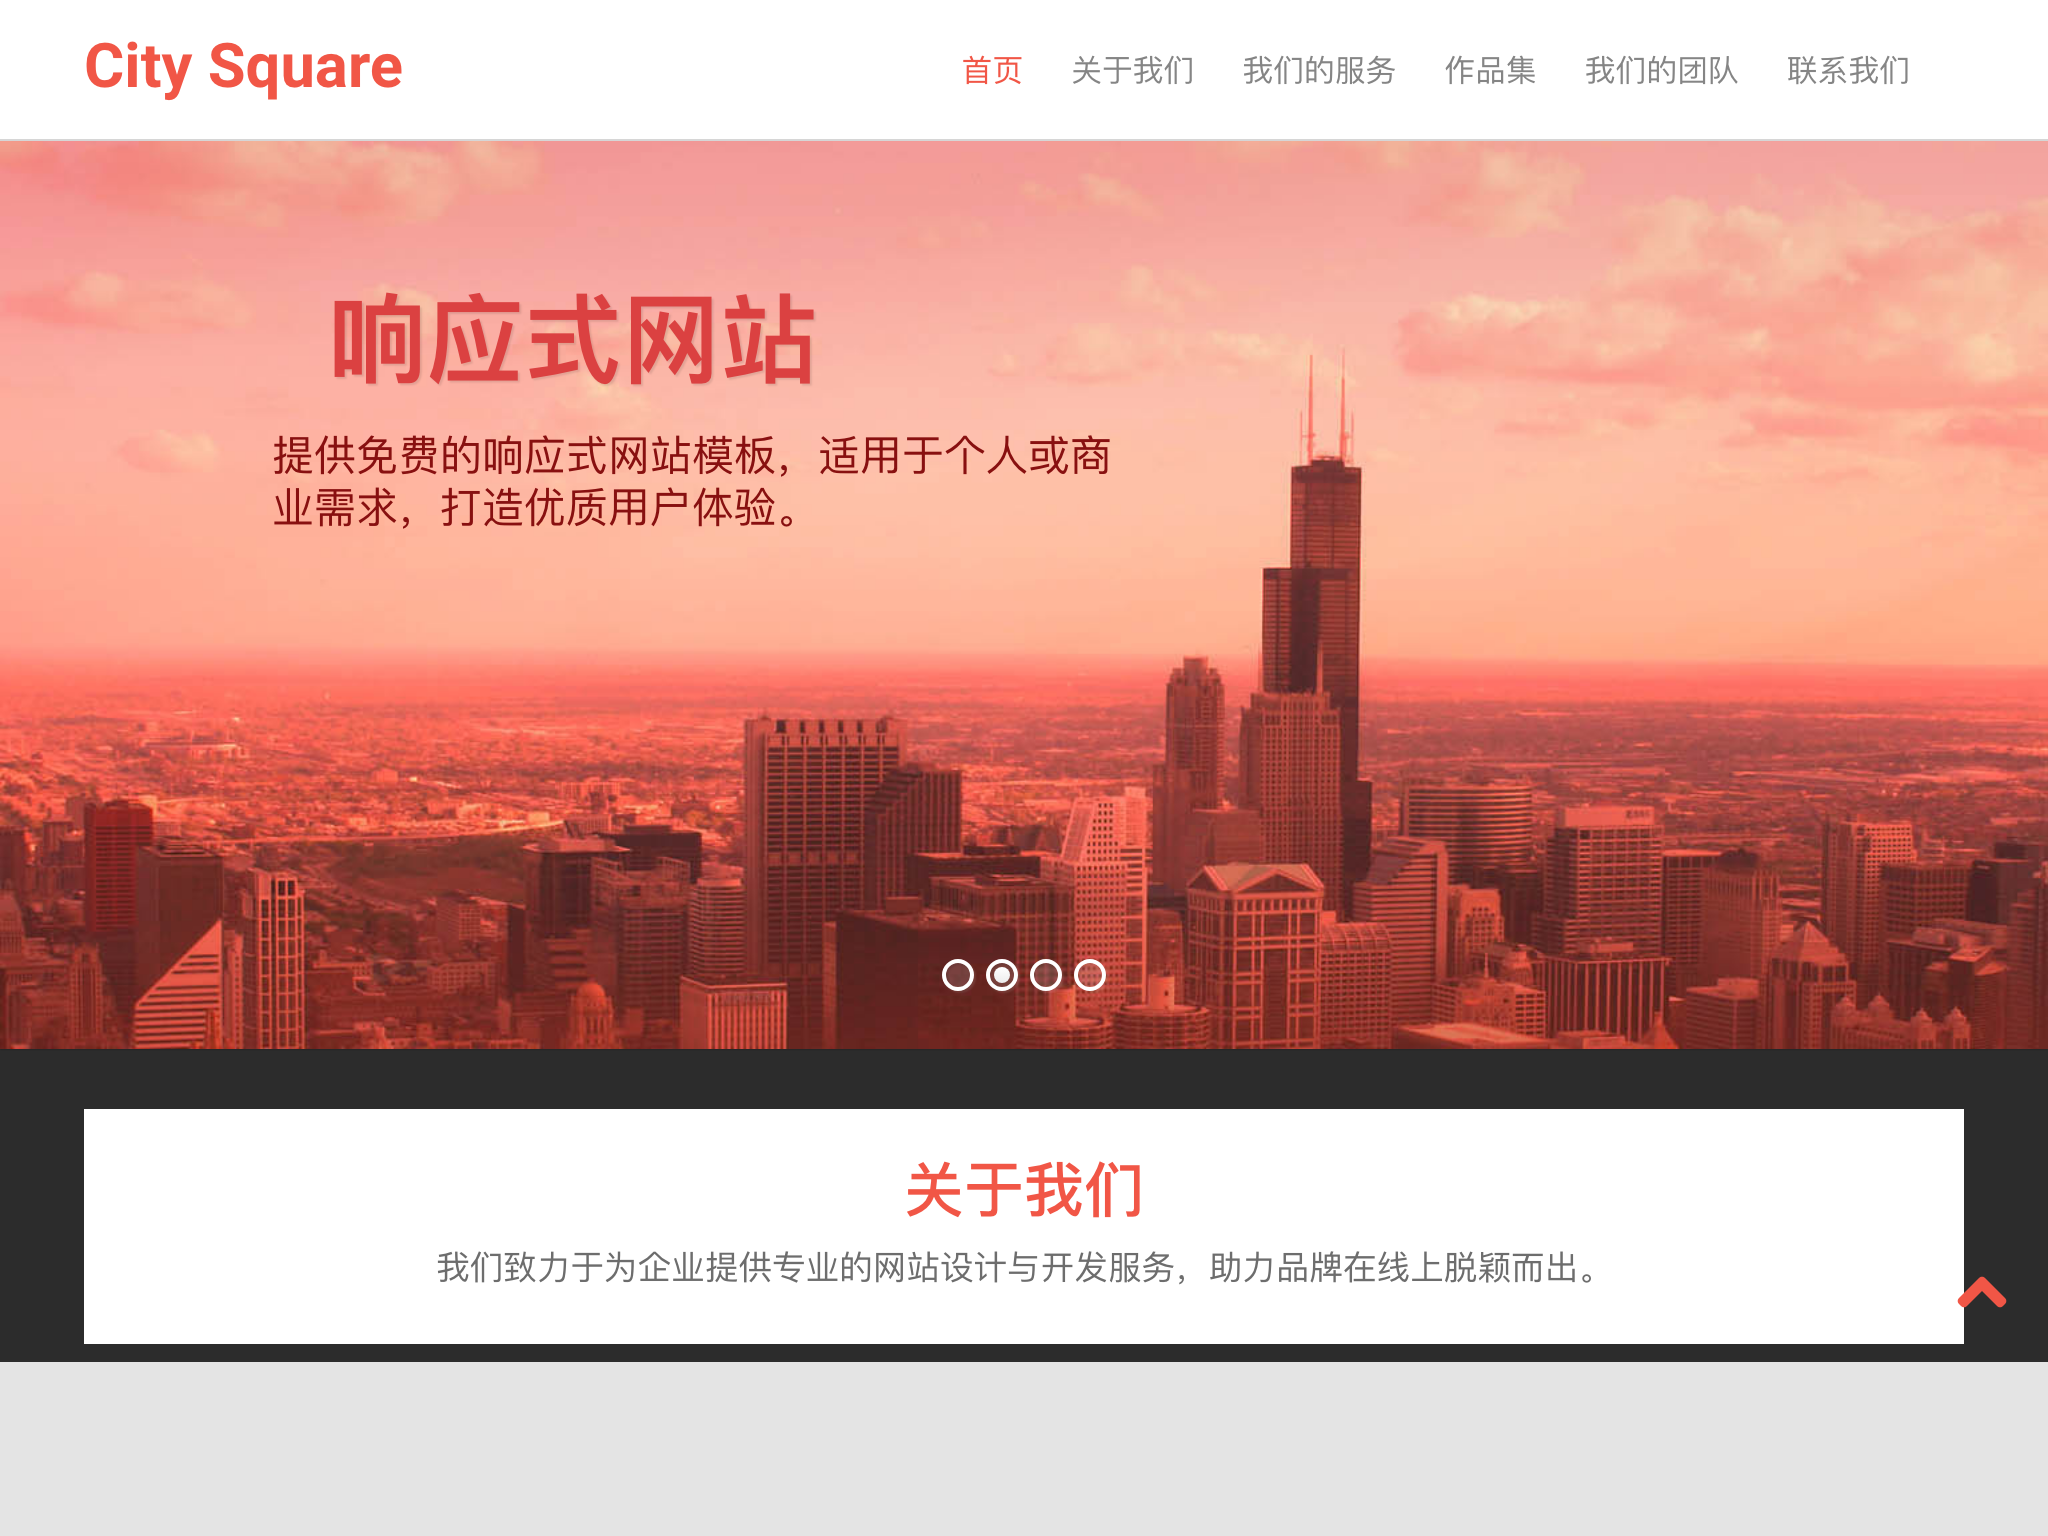 City Square
首页 关于我们 我们的服务 作品集 我们的团队 联系我们
响应式网站
提供免费的响应式网站模板，适用于个人或商
业需求，打造优质用户体验。
关于我们
我们致力于为企业提供专业的网站设计与开发服务，助力品牌在线上脱颖而出。